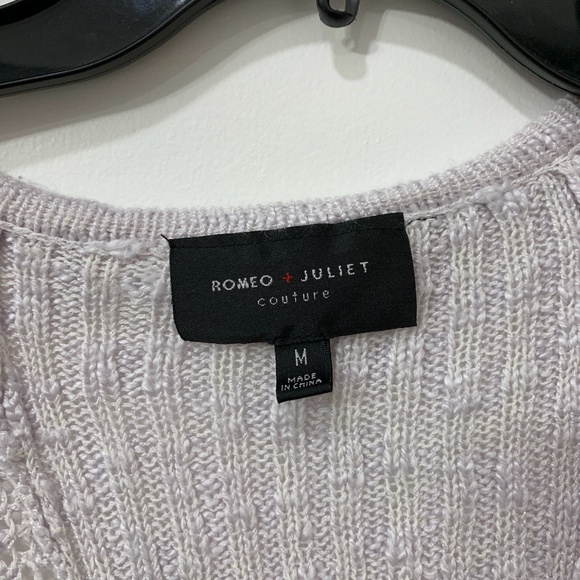 ROMEO + JULIET
couture
M
MADE
IN CHINA